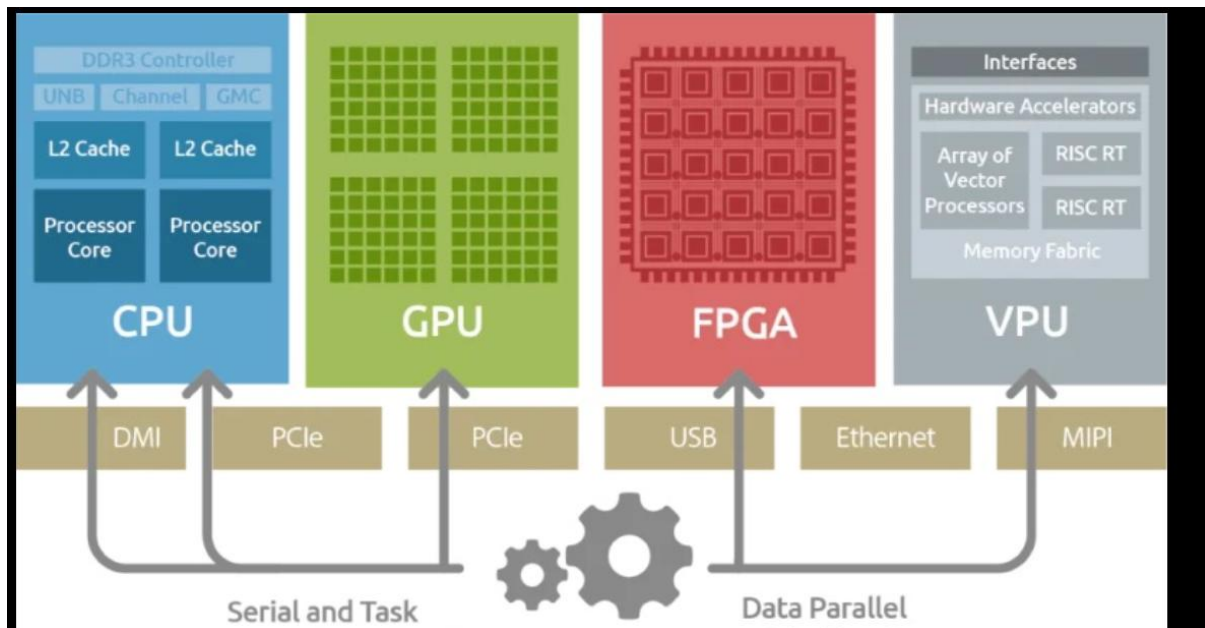 DDR3 Controller
UNB Channel GMC
L2 Cache L2 Cache
Processor
Core
Processor
Core
CPU
GPU
FPGA
Interfaces
Hardware Accelerators
Array of
Vector
Processors
RISC RT
RISC RT
Memory Fabric
VPU
DMI
PCIe
PCIe
USB
Ethernet
MIPI
Serial and Task
Data Parallel